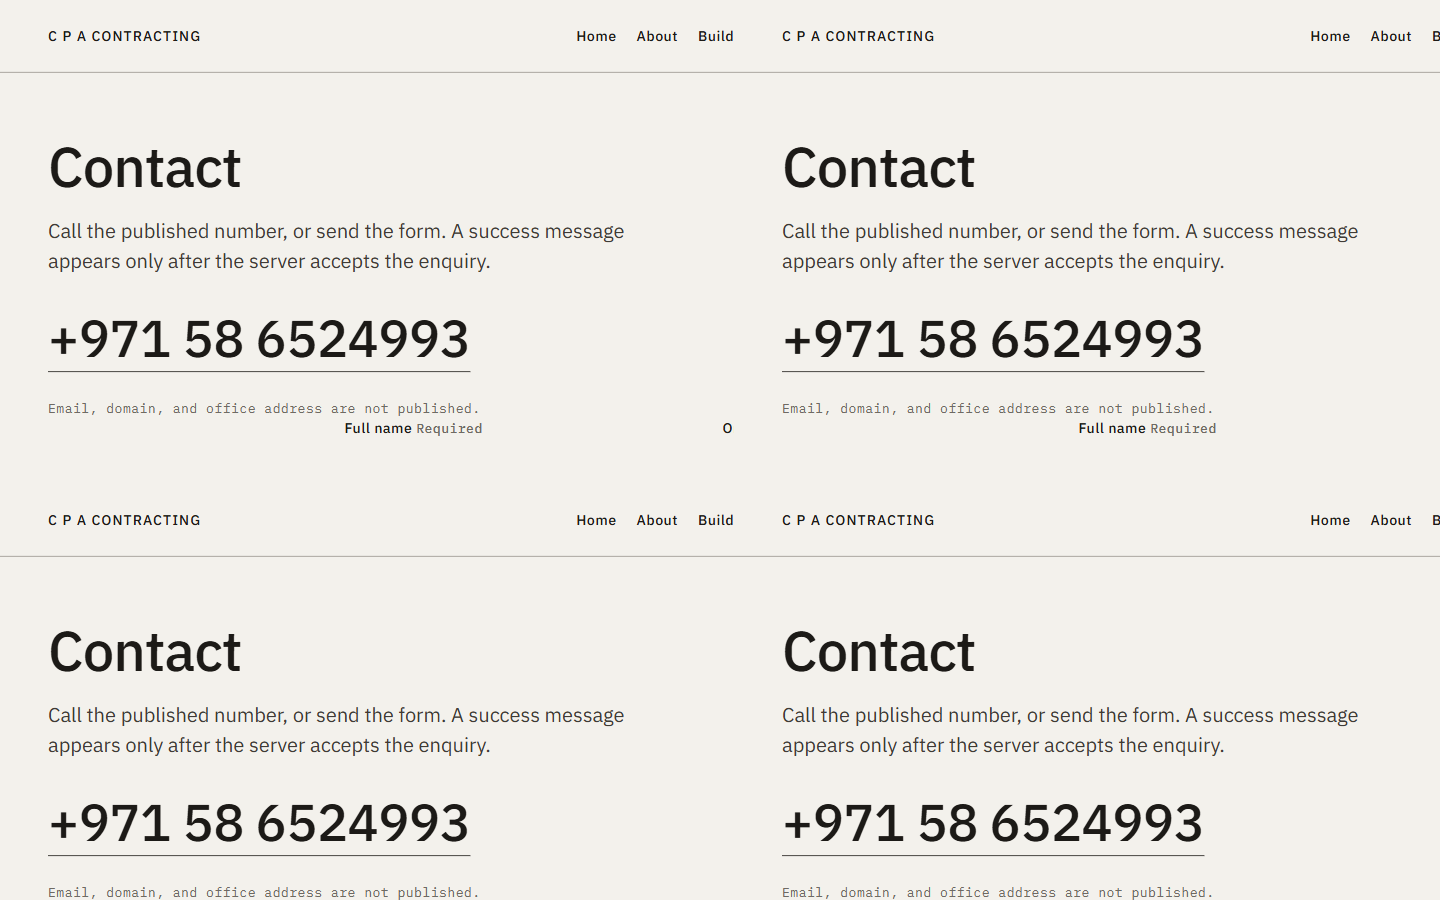 C P A CONTRACTING Home About Build
Contact
Call the published number, or send the form. A success message
appears only after the server accepts the enquiry.
+971 58 6524993
Email, domain, and office address are not published.
Full name Required O
C P A CONTRACTING Home About B
Contact
Call the published number, or send the form. A success message
appears only after the server accepts the enquiry.
+971 58 6524993
Email, domain, and office address are not published.
Full name Required
C P A CONTRACTING Home About Build
Contact
Call the published number, or send the form. A success message
appears only after the server accepts the enquiry.
+971 58 6524993
Email, domain, and office address are not published.
C P A CONTRACTING Home About B
Contact
Call the published number, or send the form. A success message
appears only after the server accepts the enquiry.
+971 58 6524993
Email, domain, and office address are not published.